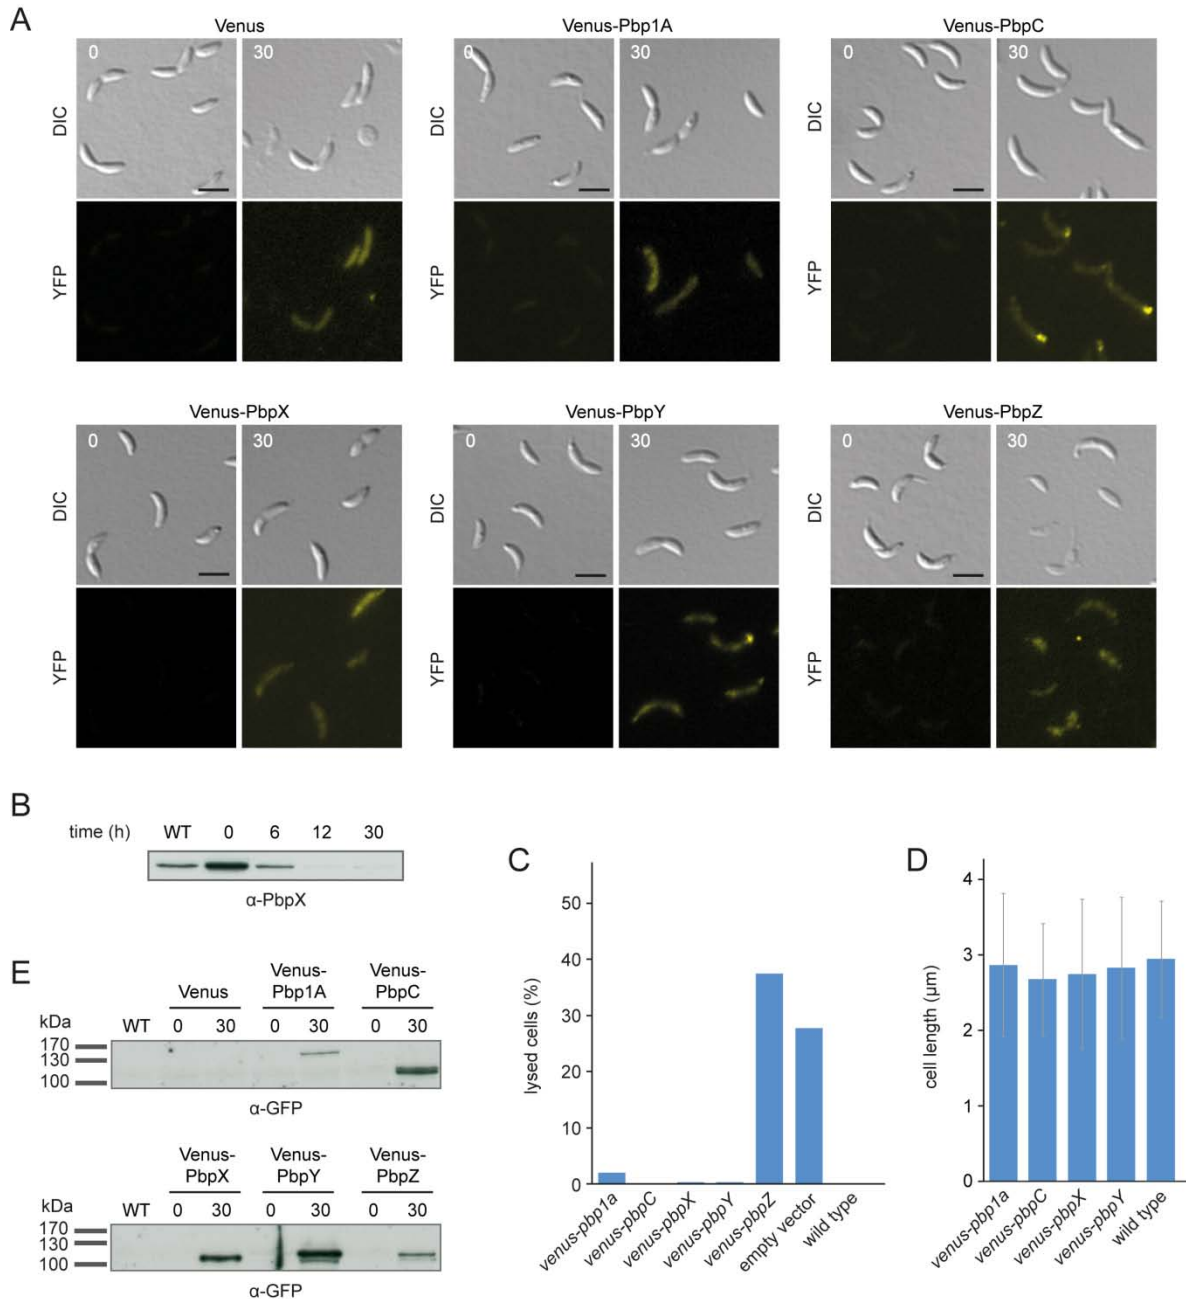 A
Venus
Venus-Pbp1A
Venus-PbpC
DIC
0
30
DIC
0
30
DIC
0
30
YFP
YFP
YFP
Venus-PbpX
Venus-PbpY
Venus-PbpZ
DIC
0
30
DIC
0
30
DIC
0
30
YFP
YFP
YFP
B
time (h) WT 0 6 12 30
α-PbpX
E
Venus
Venus-
Pbp1A
Venus-
PbpC
kDa WT 0 30 0 30 0 30
170
130
100
α-GFP
Venus-
PbpX
Venus-
PbpY
Venus-
PbpZ
kDa WT 0 30 0 30 0 30
170
130
100
α-GFP
C
lysed cells (%)
50
40
30
20
10
0
venus-pbp1a
venus-pbpC
venus-pbpX
venus-pbpY
venus-pbpZ
empty vector
wild type
D
cell length (μm)
4
3
2
1
0
venus-pbp1a
venus-pbpC
venus-pbpX
venus-pbpY
wild type